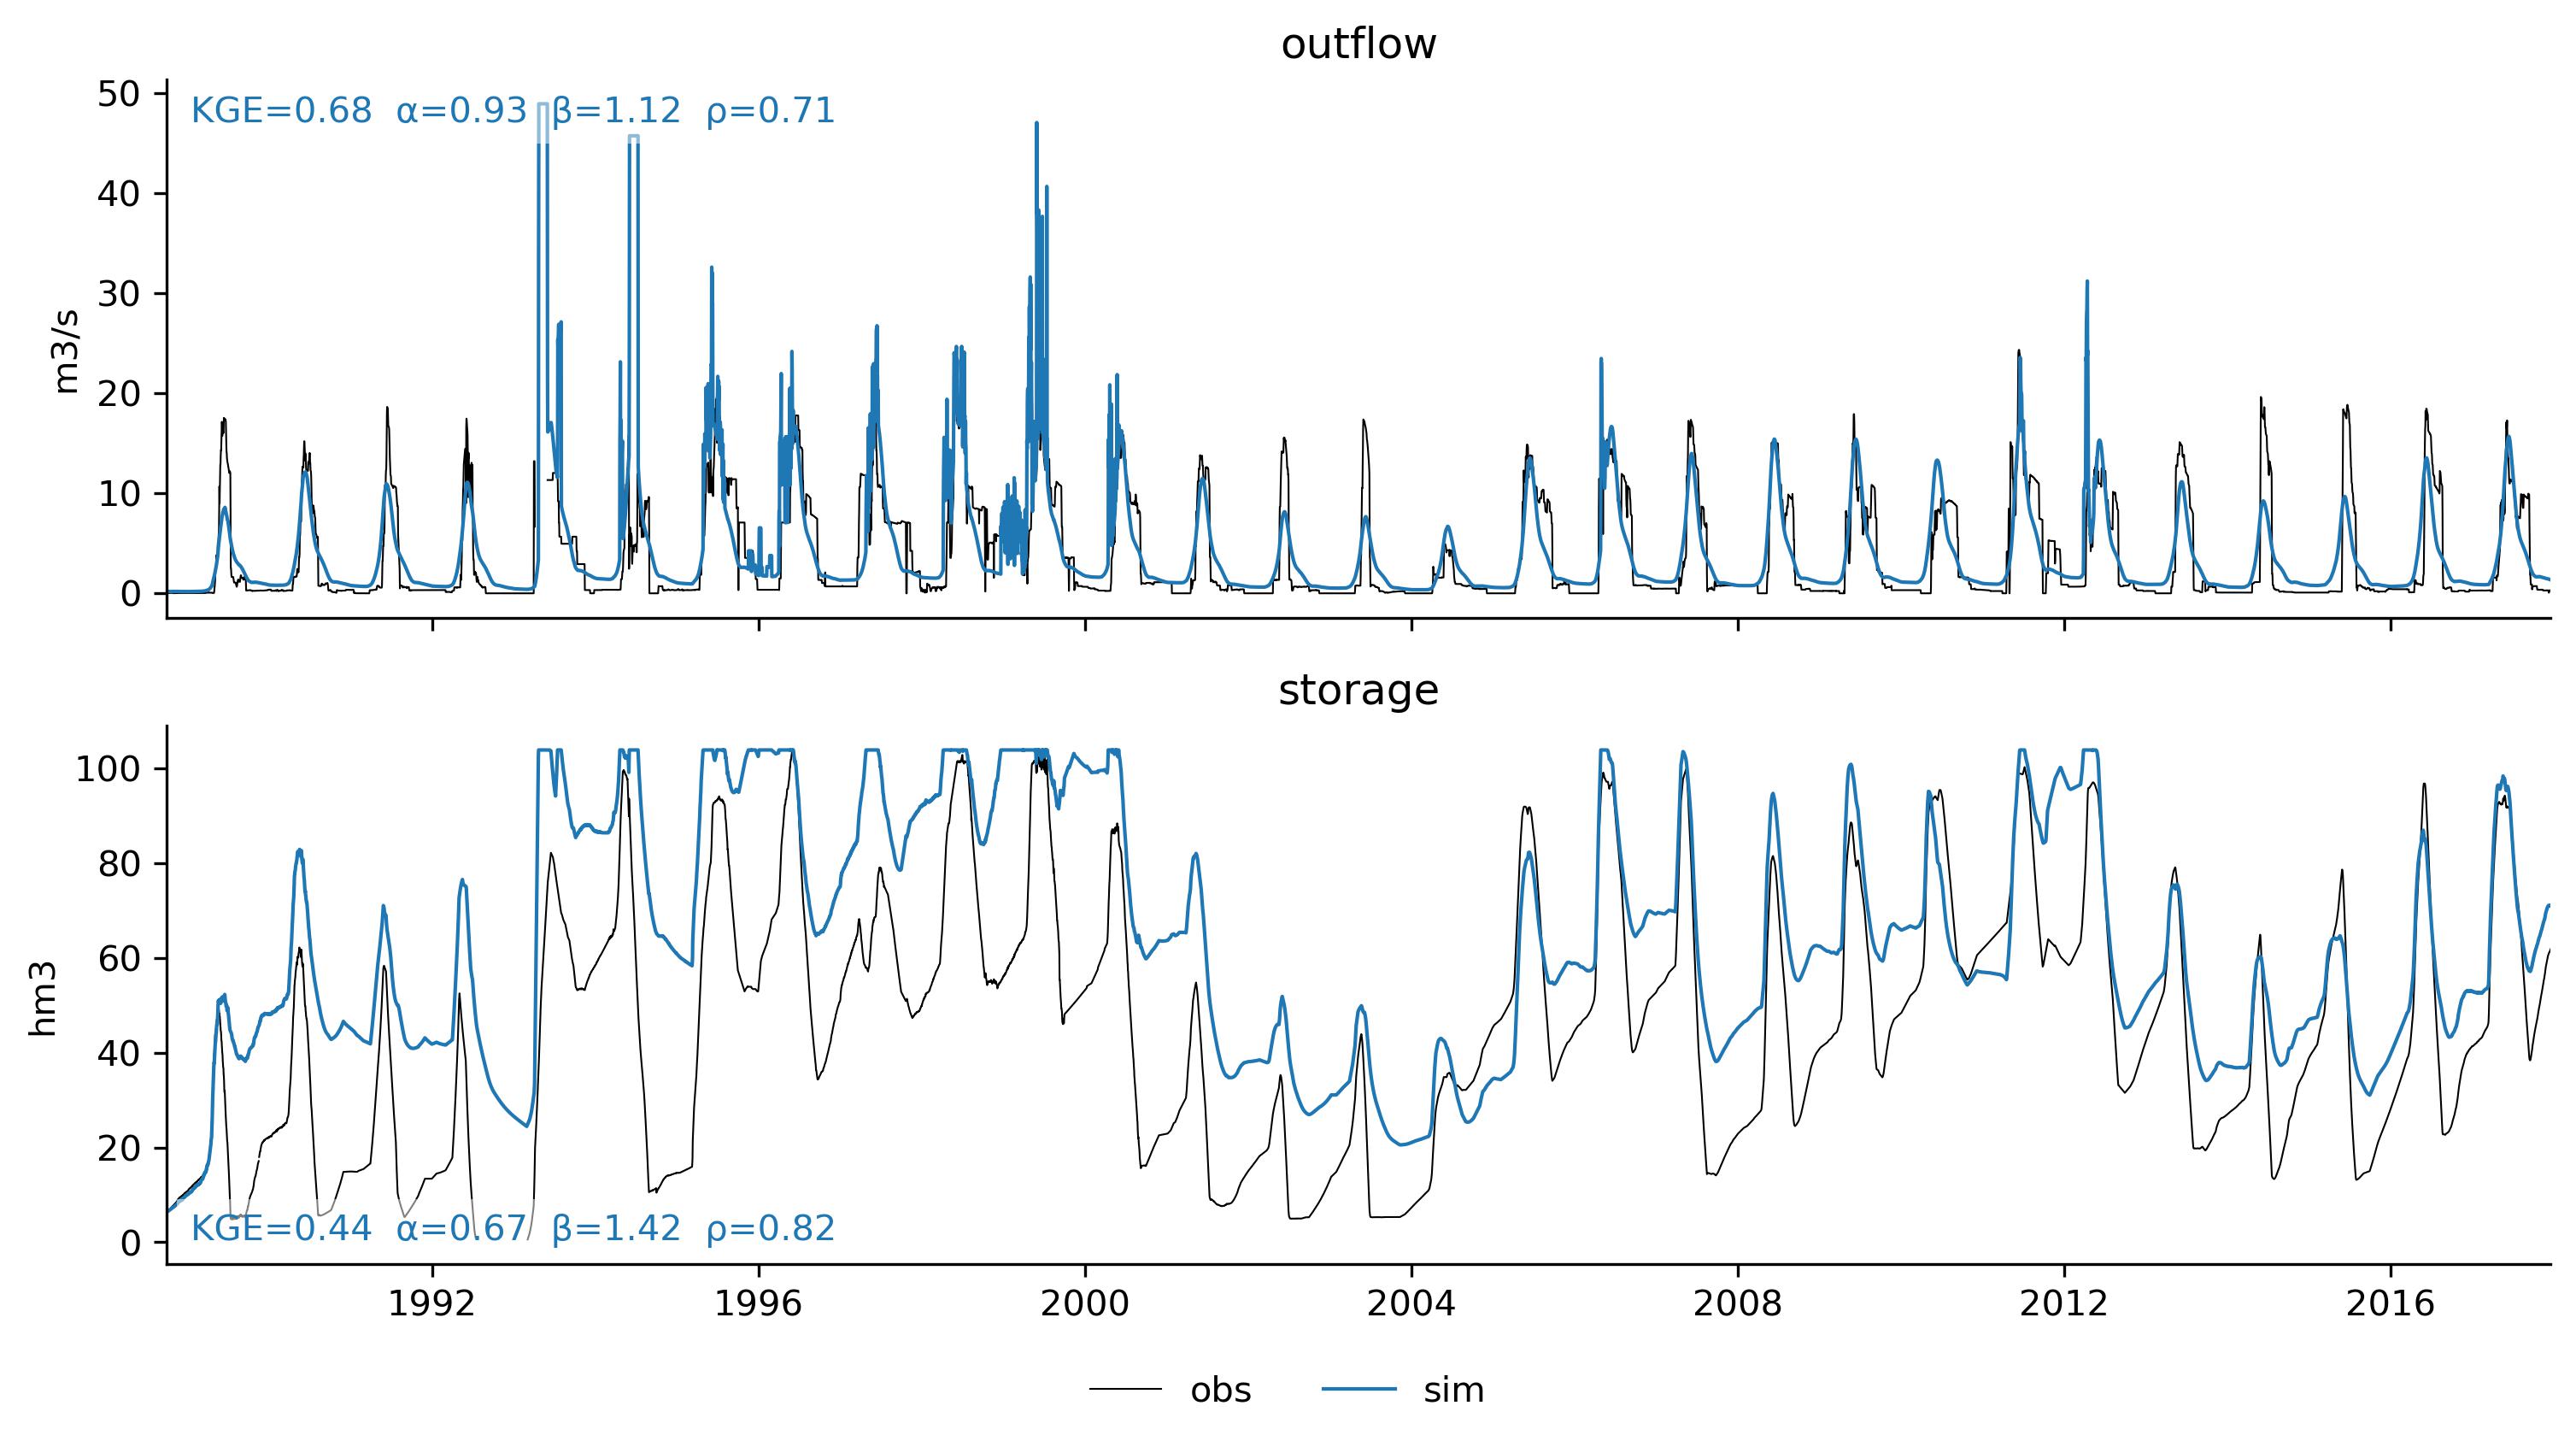 outflow
50
KGE=0.68 α=0.93 β=1.12 ρ=0.71
40
30
m3/s
20
10
0
storage
100
80
60
hm3
40
20
KGE=0.44 α=0.67 β=1.42 ρ=0.82
0
1992 1996 2000 2004 2008 2012 2016
obs sim